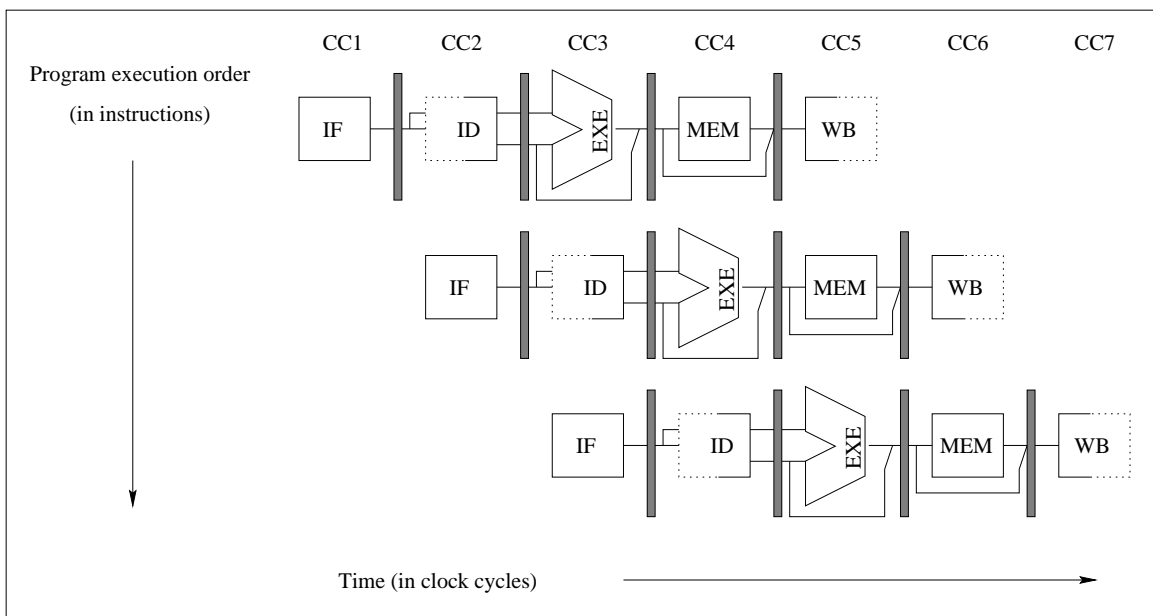 CC1 CC2 CC3 CC4 CC5 CC6 CC7
Program execution order
(in instructions)
IF ID EXE MEM WB
IF ID EXE MEM WB
IF ID EXE MEM WB
Time (in clock cycles)